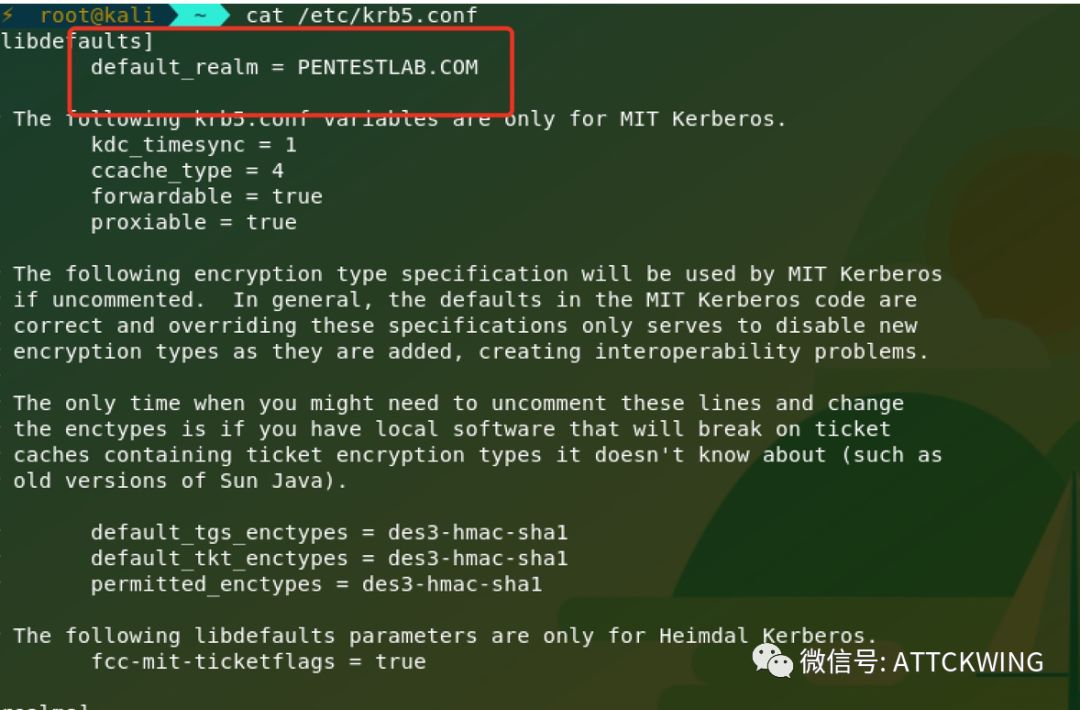 ⚡ root@kali ~ cat /etc/krb5.conf
libdefaults]
default_realm = PENTESTLAB.COM
The following krb5.conf variables are only for MIT Kerberos.
kdc_timesync = 1
ccache_type = 4
forwardable = true
proxiable = true
The following encryption type specification will be used by MIT Kerberos
if uncommented.  In general, the defaults in the MIT Kerberos code are
correct and overriding these specifications only serves to disable new
encryption types as they are added, creating interoperability problems.
The only time when you might need to uncomment these lines and change
the enctypes is if you have local software that will break on ticket
caches containing ticket encryption types it doesn't know about (such as
old versions of Sun Java).
default_tgs_enctypes = des3-hmac-sha1
default_tkt_enctypes = des3-hmac-sha1
permitted_enctypes = des3-hmac-sha1
The following libdefaults parameters are only for Heimdal Kerberos.
fcc-mit-ticketflags = true
微信号: ATTCKWING